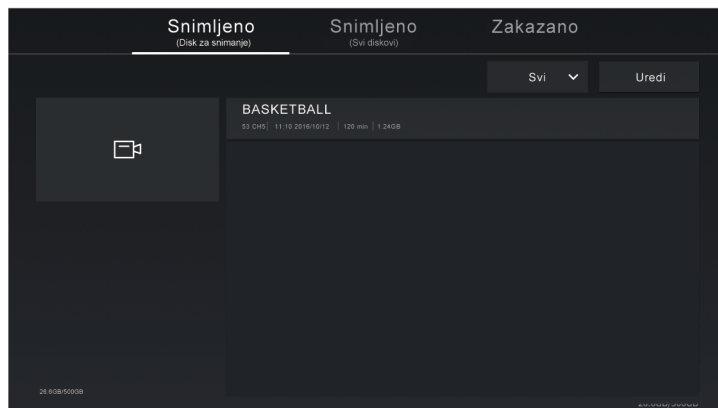 Snimljeno
(Disk za snimanje)
Snimljeno
(Svi diskovi)
Zakazano
Svi
Uredi
BASKETBALL
53 CH5| 11:10 2016/10/12 | 120 min | 1.24GB
26.6GB/500GB